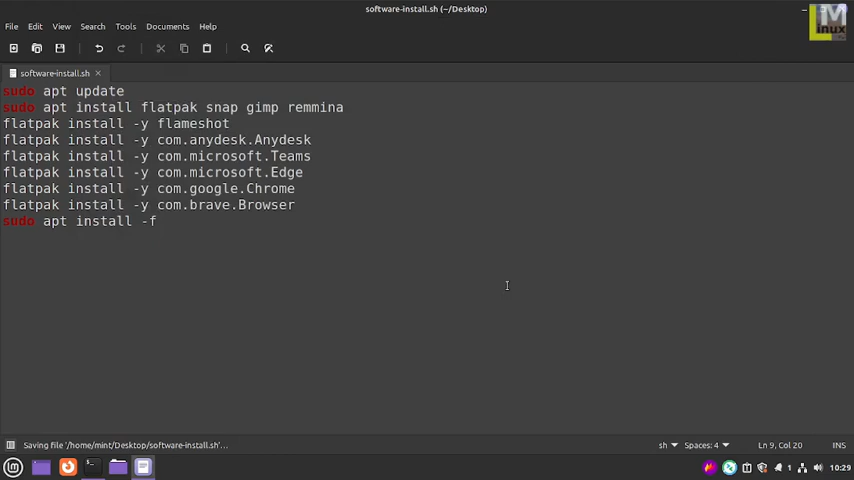 software-install.sh (~/Desktop)
LM
inux
File Edit View Search Tools Documents Help
software-install.sh ×
sudo apt update
sudo apt install flatpak snap gimp remmina
flatpak install -y flameshot
flatpak install -y com.anydesk.Anydesk
flatpak install -y com.microsoft.Teams
flatpak install -y com.microsoft.Edge
flatpak install -y com.google.Chrome
flatpak install -y com.brave.Browser
sudo apt install -f
Saving file '/home/mint/Desktop/software-install.sh'... sh Spaces: 4 Ln 9, Col 20 INS
1 10:29